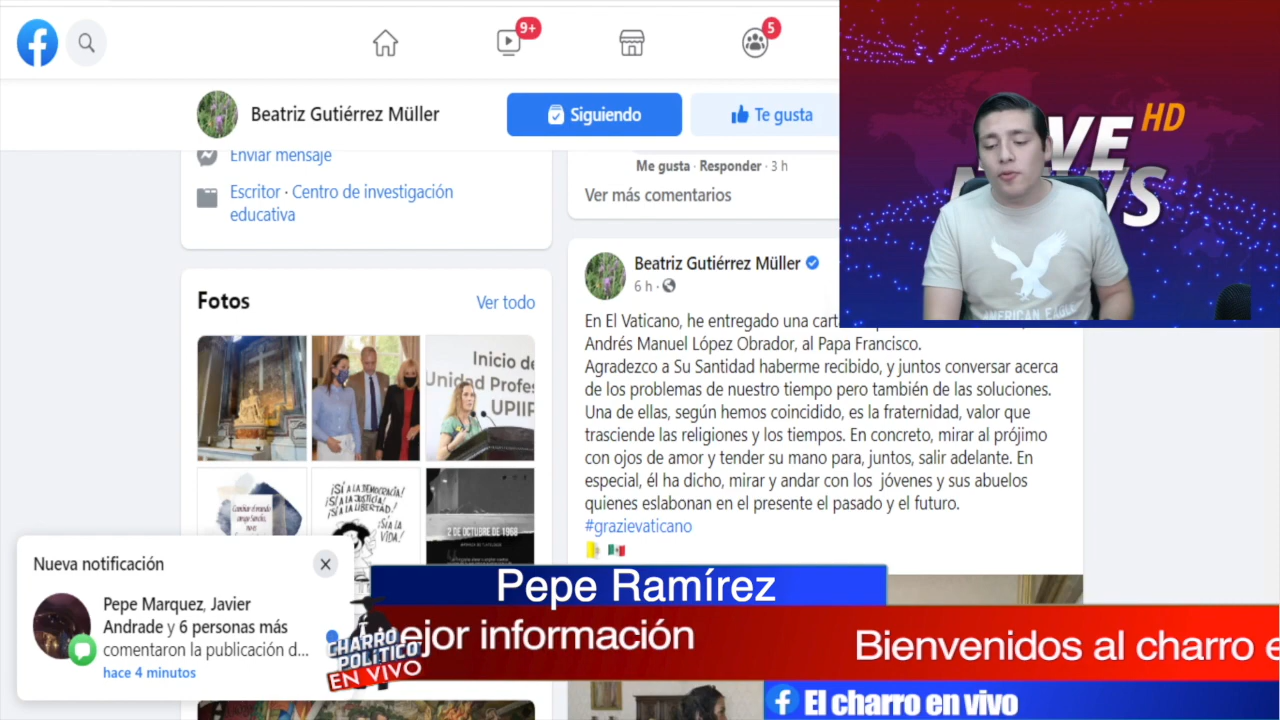 9+
5
Beatriz Gutiérrez Müller
Siguiendo
Te gusta
Enviar mensaje
Escritor · Centro de investigación
educativa
Me gusta · Responder · 3 h
Ver más comentarios
HD
NEWS
AMERICAN EAGLE
Fotos
Ver todo
Inicio de
Unidad Profe
UPIIP
¡SÍ A LA DEMOCRACIA!
¡SÍ A LA JUSTICIA!
¡SÍ A LA LIBERTAD!
¡SÍ A LA
VIDA!
2 DE OCTUBRE DE 1968
Beatriz Gutiérrez Müller
6 h ·
En El Vaticano, he entregado una cart
Andrés Manuel López Obrador, al Papa Francisco.
Agradezco a Su Santidad haberme recibido, y juntos conversar acerca
de los problemas de nuestro tiempo pero también de las soluciones.
Una de ellas, según hemos coincidido, es la fraternidad, valor que
trasciende las religiones y los tiempos. En concreto, mirar al prójimo
con ojos de amor y tender su mano para, juntos, salir adelante. En
especial, él ha dicho, mirar y andar con los jóvenes y sus abuelos
quienes eslabonan en el presente el pasado y el futuro.
#grazievaticano
Nueva notificación
Pepe Marquez, Javier
Andrade y 6 personas más
comentaron la publicación d...
hace 4 minutos
Pepe Ramírez
ejor información
Bienvenidos al charro e
CHARRO
POLÍTICO
EN VIVO
El charro en vivo